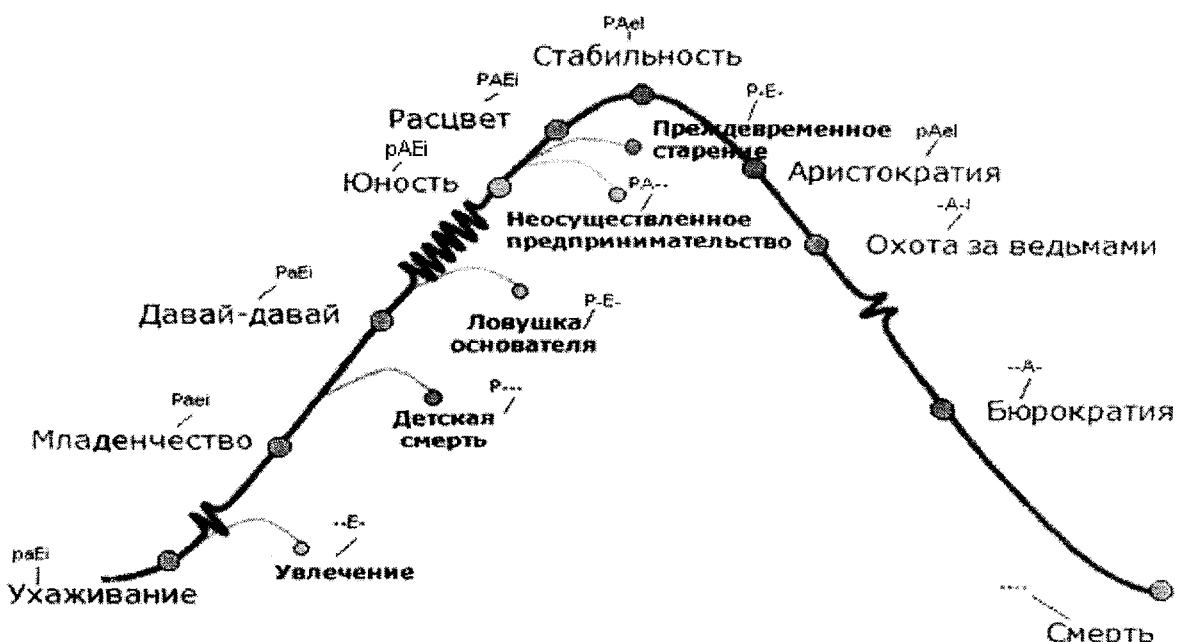 PAeI
Стабильность
PAEi
Расцвет
P-E-
Преждевременное
старение
pAEi
Юность
pAeI
Аристократия
PA--
Неосуществленное
предпринимательство
-A-I
Охота за ведьмами
PaEi
Давай-давай
P-E-
Ловушка
основателя
Paei
Младенчество
P---
Детская
смерть
--A-
Бюрократия
paEi
Ухаживание
--E-
Увлечение
----
Смерть